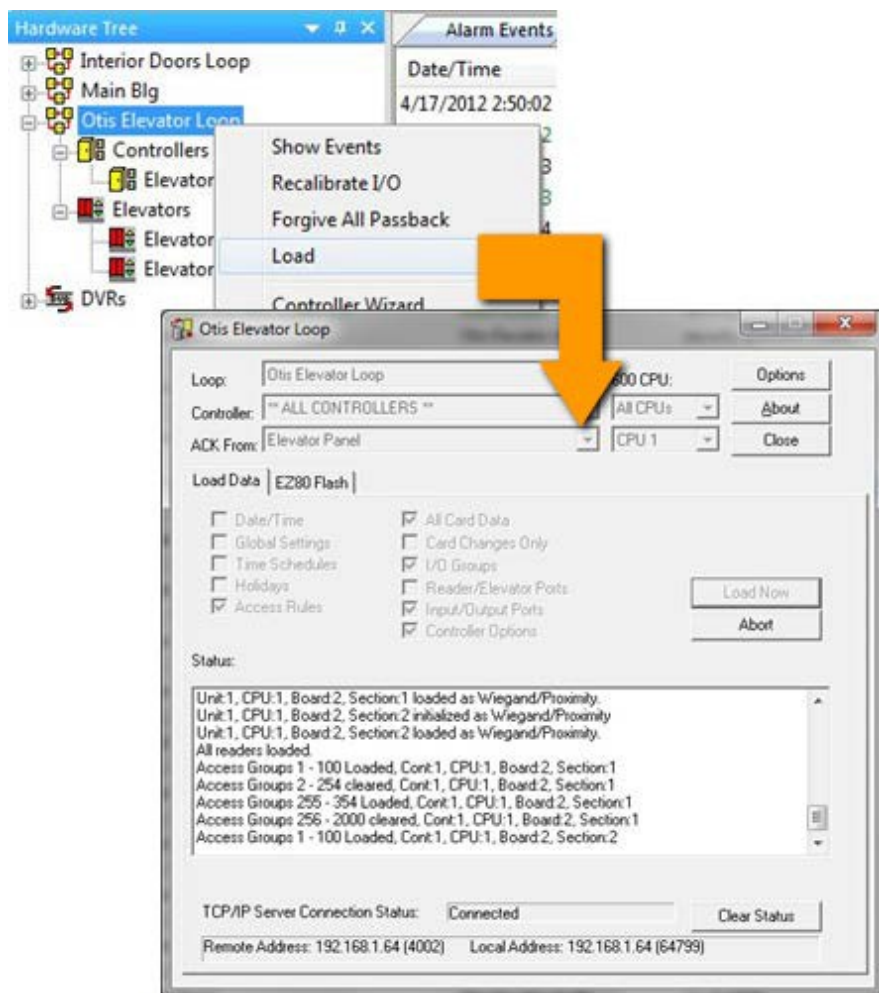 Hardware Tree
Alarm Events
Interior Doors Loop
Main Blg
Otis Elevator Loop
Controllers
Elevator
Elevators
Elevator
Elevator
DVRs
Date/Time
4/17/2012 2:50:02
2
3
3
4
Show Events
Recalibrate I/O
Forgive All Passback
Load
Controller Wizard
Otis Elevator Loop
Loop: Otis Elevator Loop
600 CPU:
Options
Controller: ** ALL CONTROLLERS **
All CPUs
About
ACK From: Elevator Panel
CPU 1
Close
Load Data
EZ80 Flash
Date/Time
Global Settings
Time Schedules
Holidays
Access Rules
All Card Data
Card Changes Only
I/O Groups
Reader/Elevator Ports
Input/Output Ports
Controller Options
Load Now
Abort
Status:
Unit:1, CPU:1, Board:2, Section:1 loaded as Wiegand/Proximity.
Unit:1, CPU:1, Board:2, Section:2 initialized as Wiegand/Proximity
Unit:1, CPU:1, Board:2, Section:2 loaded as Wiegand/Proximity.
All readers loaded.
Access Groups 1 - 100 Loaded, Cont:1, CPU:1, Board:2, Section:1
Access Groups 2 - 254 cleared, Cont:1, CPU:1, Board:2, Section:1
Access Groups 255 - 354 Loaded, Cont:1, CPU:1, Board:2, Section:1
Access Groups 256 - 2000 cleared, Cont:1, CPU:1, Board:2, Section:1
Access Groups 1 - 100 Loaded, Cont:1, CPU:1, Board:2, Section:2
TCP/IP Server Connection Status: Connected
Clear Status
Remote Address: 192.168.1.64 (4002) Local Address: 192.168.1.64 (64799)